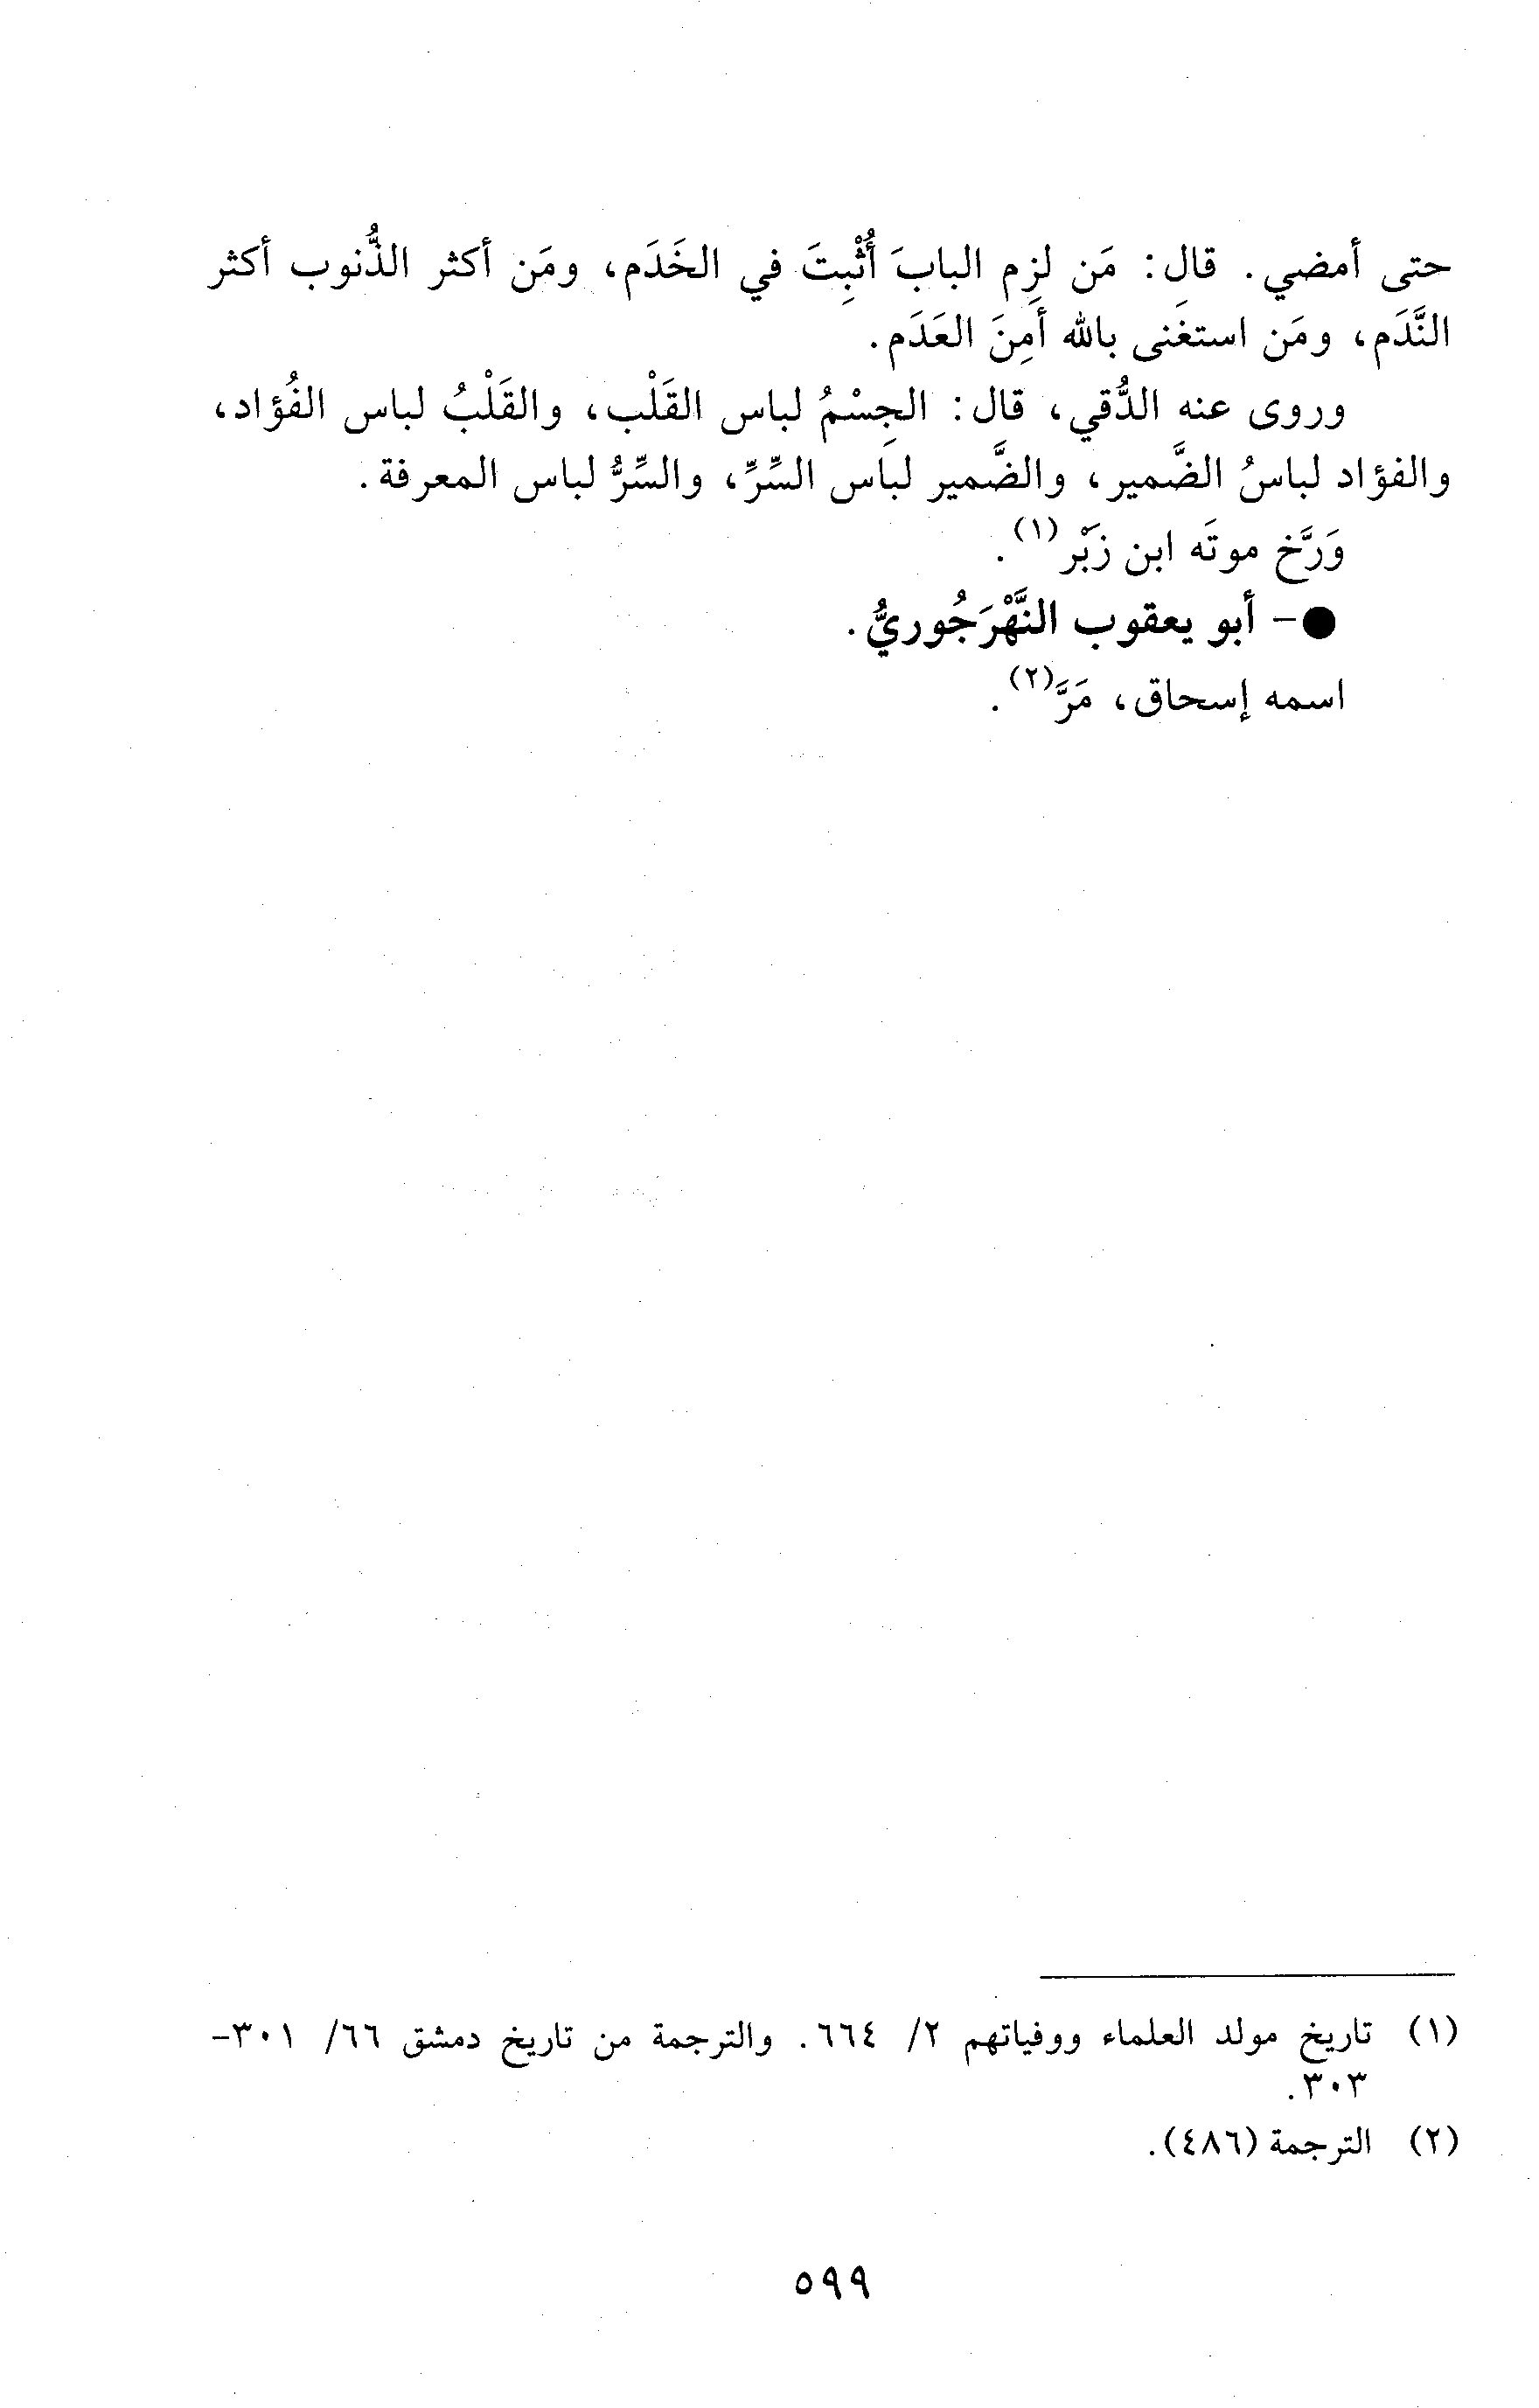 حتى أمضي. قال: مَن لزِم البابَ أُثْبِتَ في الخَدَم، ومَن أكثر الذُّنوب أكثر
النَّدَم، ومَن استغنى بالله أَمِنَ العَدَم.
وروى عنه الدُّقي، قال: الجِسْمُ لباس القَلْب، والقَلْبُ لباس الفُؤاد،
والفؤاد لباسُ الضَّمير، والضَّمير لباس السِّرِّ، والسِّرُّ لباس المعرفة.
وَرَّخ موتَه ابن زَبْر(١).
●- أبو يعقوب النَّهْرَجُوريُّ.
اسمه إسحاق، مَرَّ(٢).
(١) تاريخ مولد العلماء ووفياتهم ٢/ ٦٦٤. والترجمة من تاريخ دمشق ٦٦/ ٣٠١-
٣٠٣.
(٢) الترجمة (٤٨٦).
٥٩٩